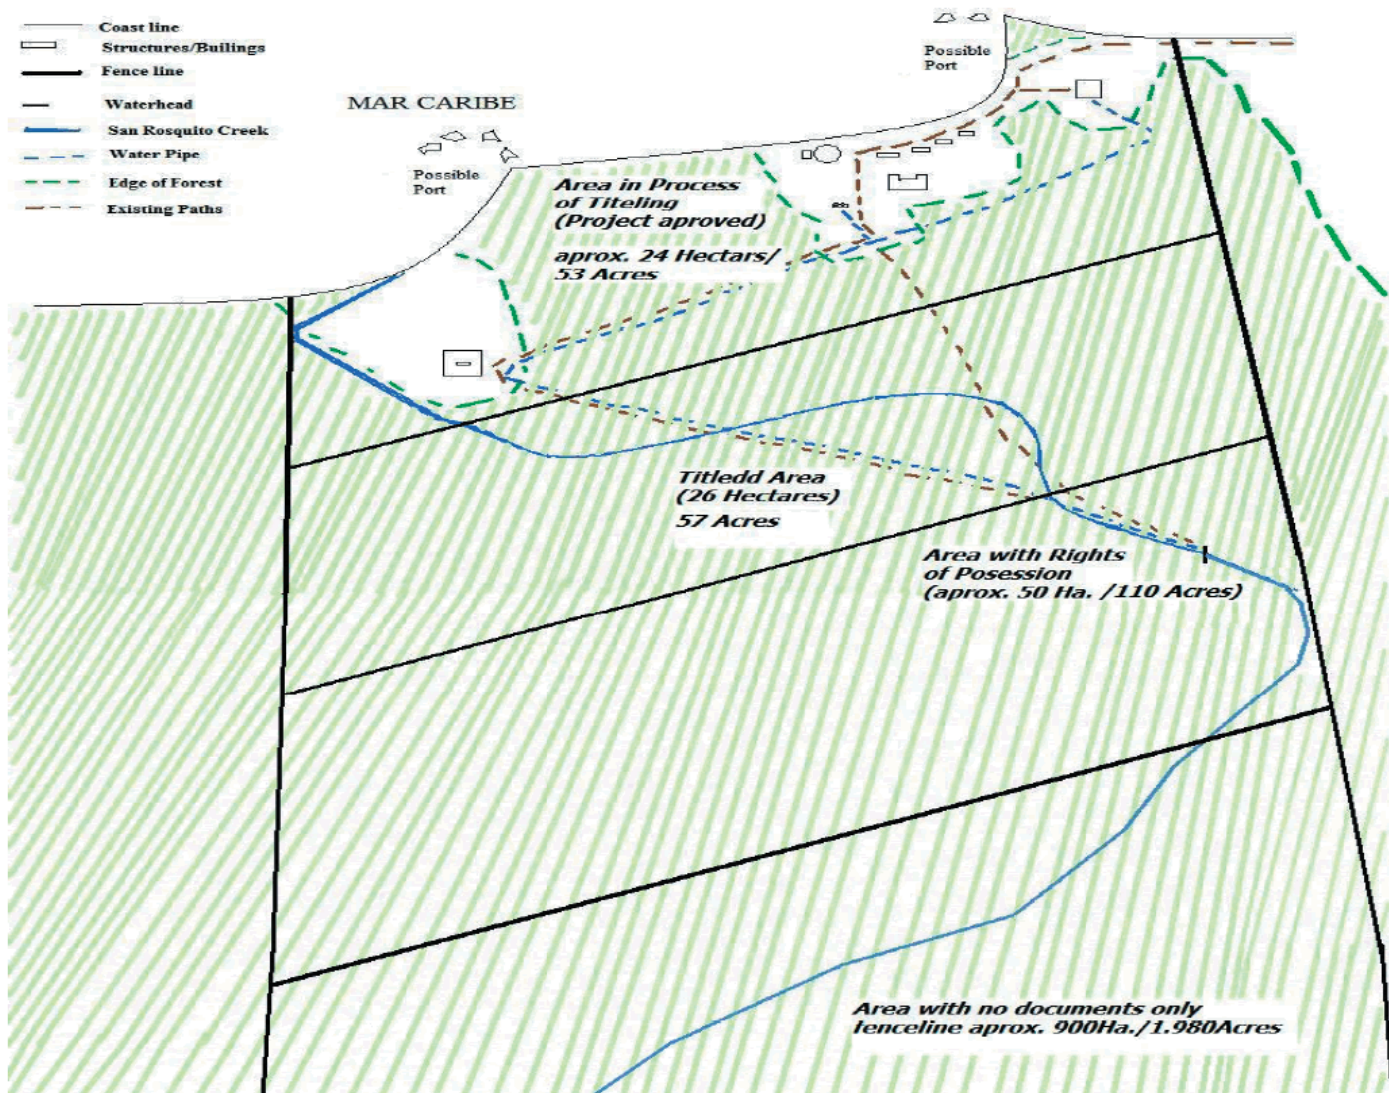 Coast line
Structures/Builings
Fence line
Waterhead
San Rosquito Creek
Water Pipe
Edge of Forest
Existing Paths
MAR CARIBE
Possible
Port
Possible
Port
Area in Process
of Titeling
(Project aproved)
aprox. 24 Hectars/
53 Acres
Titledd Area
(26 Hectares)
57 Acres
Area with Rights
of Posession
(aprox. 50 Ha. /110 Acres)
Area with no documents only
fenceline aprox. 900Ha./1.980Acres